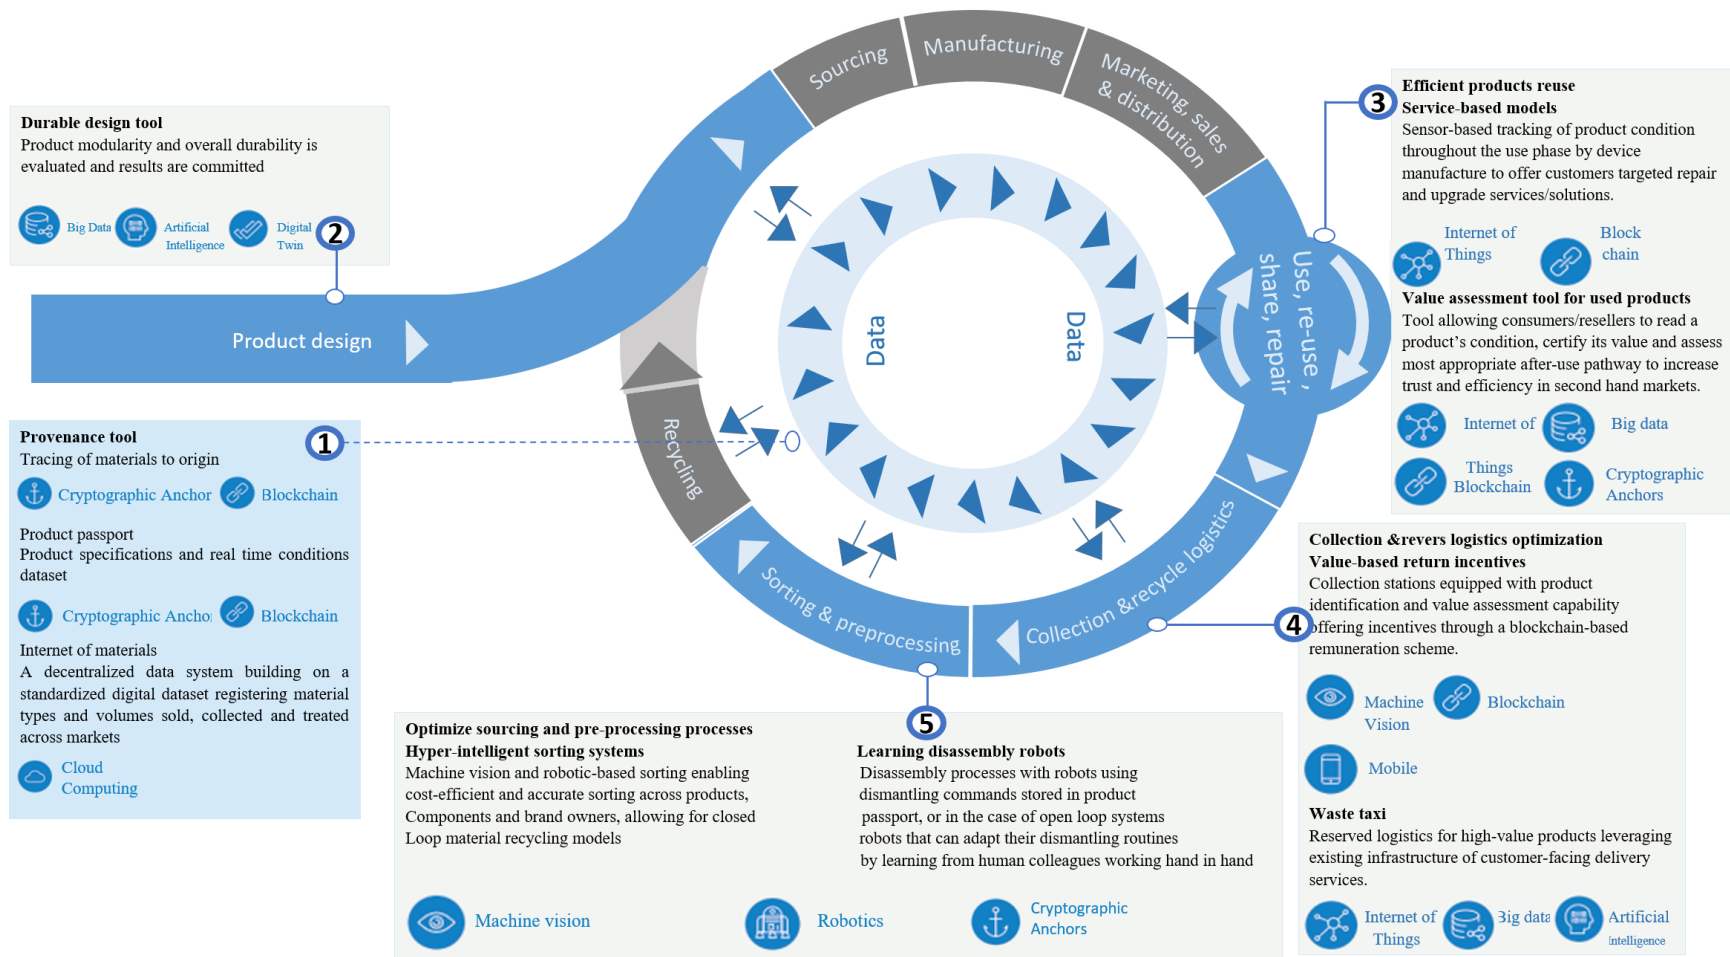 Sourcing
Manufacturing
Marketing, sales
& distribution
Use, re-use ,
share, repair
Collection &recycle logistics
Sorting & preprocessing
Recycling
Product design
Data
Data
Durable design tool
Product modularity and overall durability is
evaluated and results are committed
Big Data
Artificial
Intelligence
Digital
Twin
2
1
Provenance tool
Tracing of materials to origin
Cryptographic Anchor
Blockchain
Product passport
Product specifications and real time conditions
dataset
Cryptographic Ancho
Blockchain
Internet of materials
A decentralized data system building on a
standardized digital dataset registering material
types and volumes sold, collected and treated
across markets
Cloud
Computing
3
Efficient products reuse
Service-based models
Sensor-based tracking of product condition
throughout the use phase by device
manufacture to offer customers targeted repair
and upgrade services/solutions.
Internet of
Things
Block
chain
Value assessment tool for used products
Tool allowing consumers/resellers to read a
product's condition, certify its value and assess
most appropriate after-use pathway to increase
trust and efficiency in second hand markets.
Internet of
Big data
Things
Blockchain
Cryptographic
Anchors
4
Collection &revers logistics optimization
Value-based return incentives
Collection stations equipped with product
identification and value assessment capability
offering incentives through a blockchain-based
remuneration scheme.
Machine
Vision
Blockchain
Mobile
Waste taxi
Reserved logistics for high-value products leveraging
existing infrastructure of customer-facing delivery
services.
Internet of
Things
Big data
Artificial
Intelligence
5
Optimize sourcing and pre-processing processes
Hyper-intelligent sorting systems
Machine vision and robotic-based sorting enabling
cost-efficient and accurate sorting across products,
Components and brand owners, allowing for closed
Loop material recycling models
Machine vision
Learning disassembly robots
Disassembly processes with robots using
dismantling commands stored in product
passport, or in the case of open loop systems
robots that can adapt their dismantling routines
by learning from human colleagues working hand in hand
Robotics
Cryptographic
Anchors